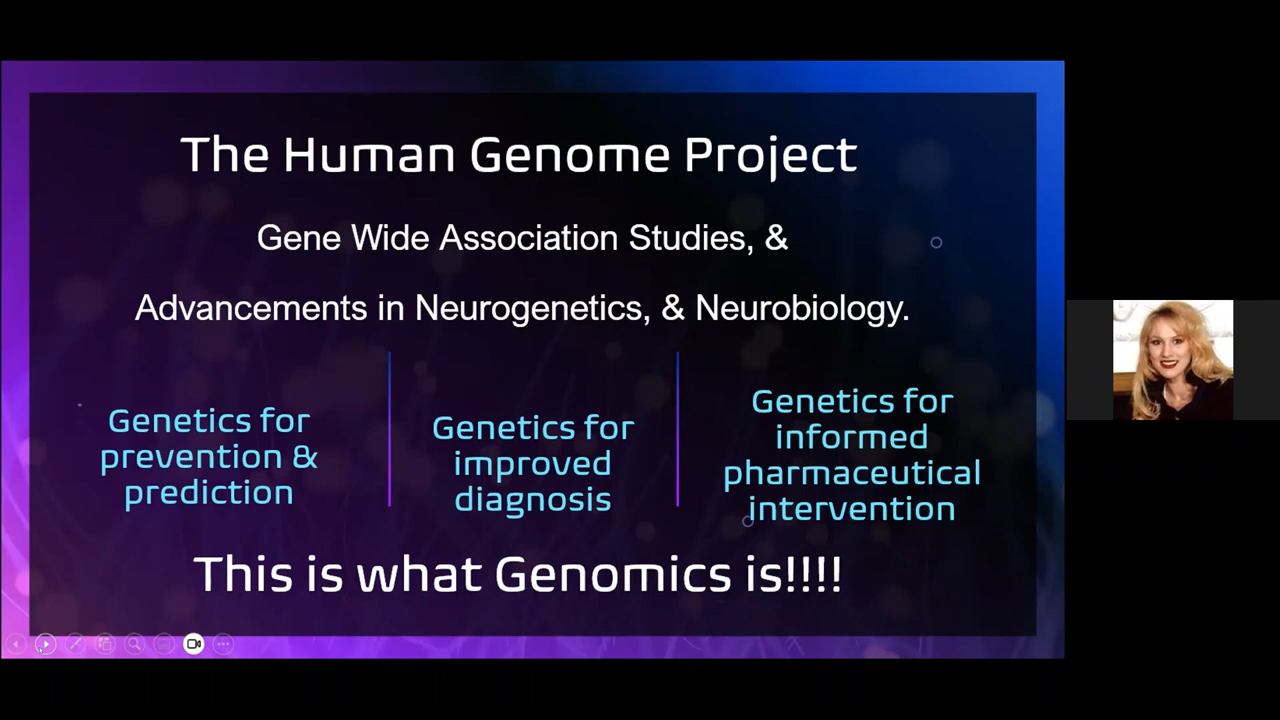 The Human Genome Project
Gene Wide Association Studies, &
Advancements in Neurogenetics, & Neurobiology.
Genetics for
prevention &
prediction
Genetics for
improved
diagnosis
Genetics for
informed
pharmaceutical
intervention
This is what Genomics is!!!!